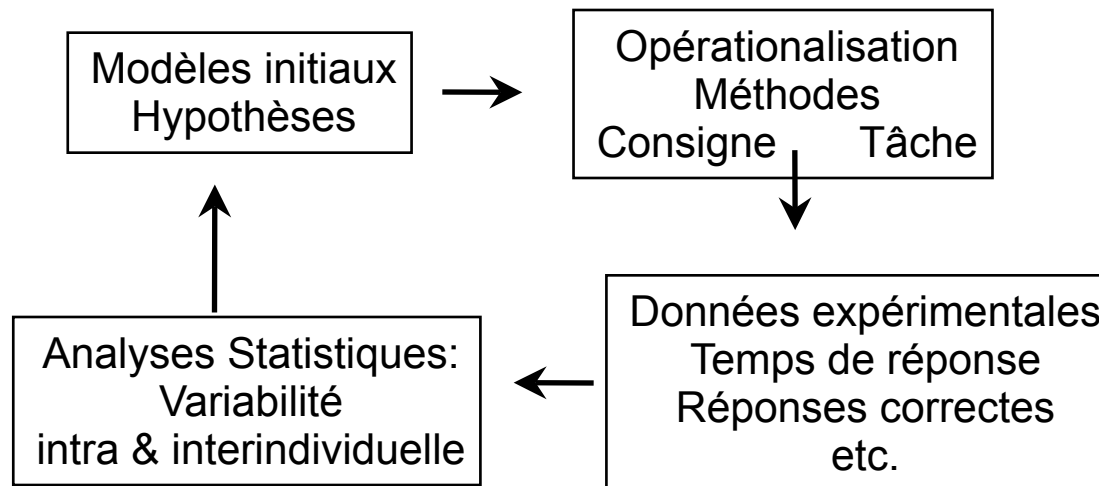 Modèles initiaux
Hypothèses
Opérationalisation
Méthodes
Consigne Tâche
Données expérimentales
Temps de réponse
Réponses correctes
etc.
Analyses Statistiques:
Variabilité
intra & interindividuelle